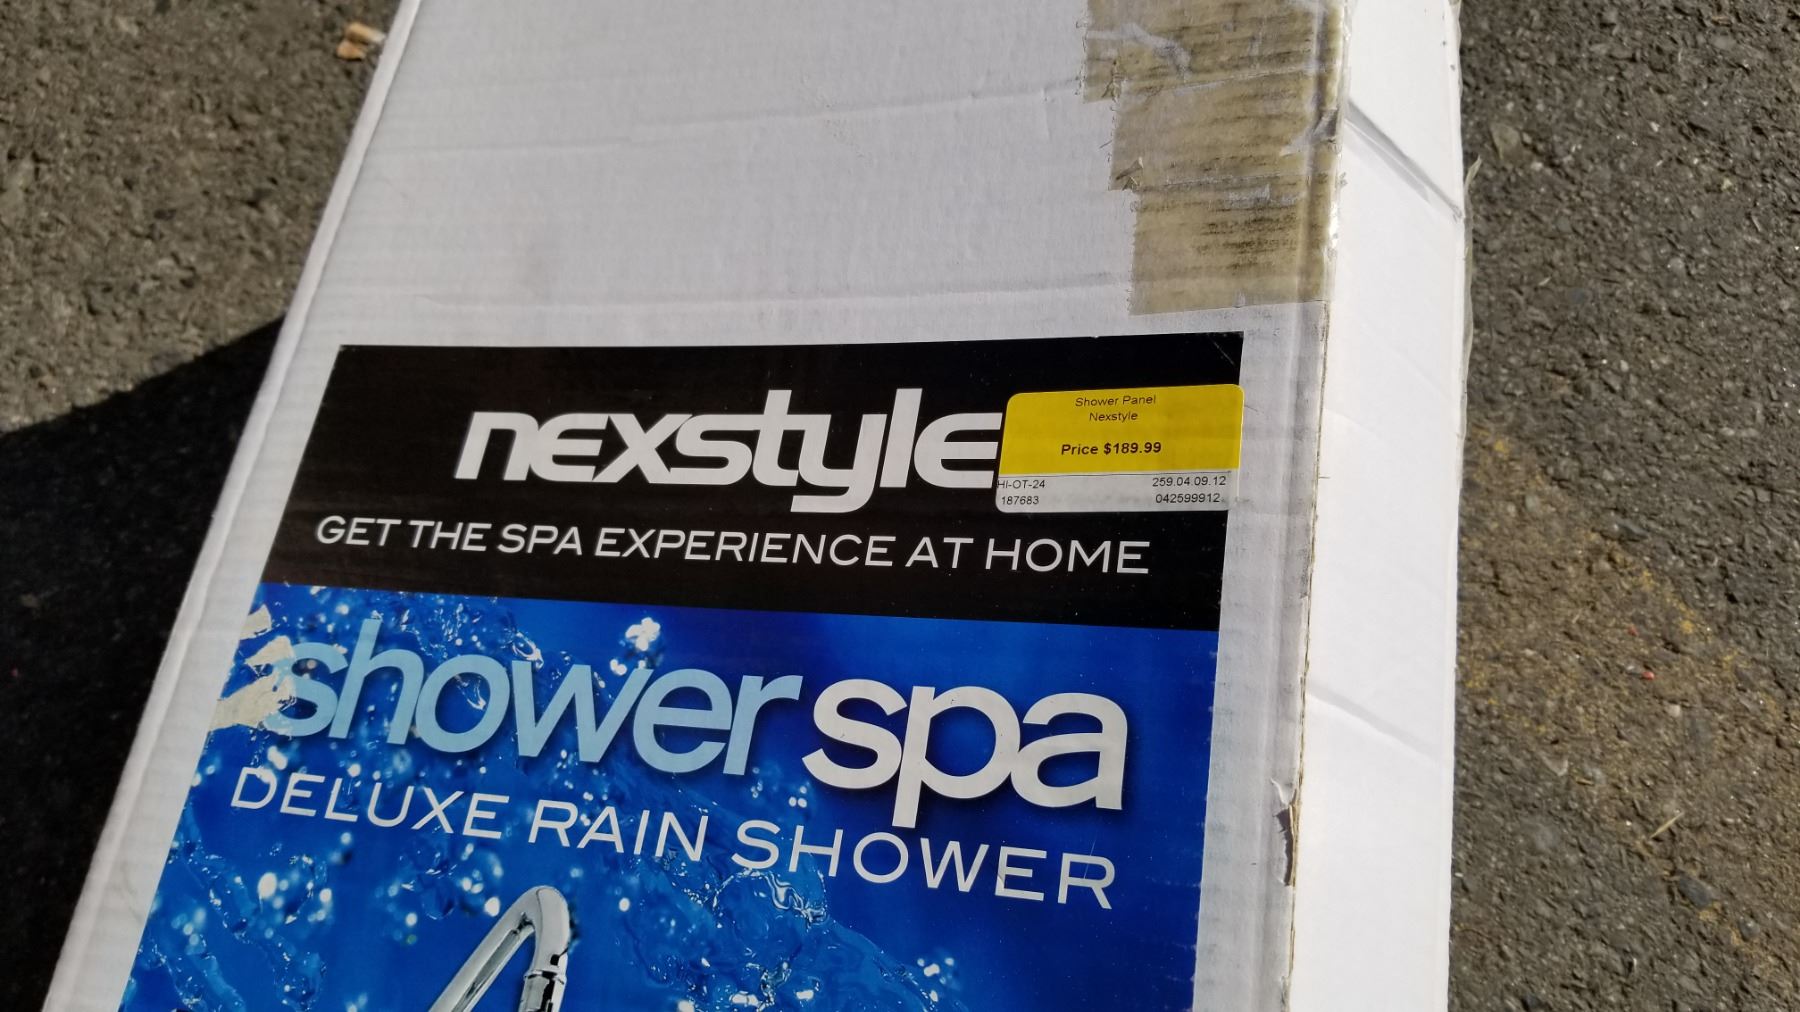 nexstyle
Shower Panel
Nexstyle
Price $189.99
HI-OT-24 259.04.09.12
187683 042599912
GET THE SPA EXPERIENCE AT HOME
shower spa
DELUXE RAIN SHOWER